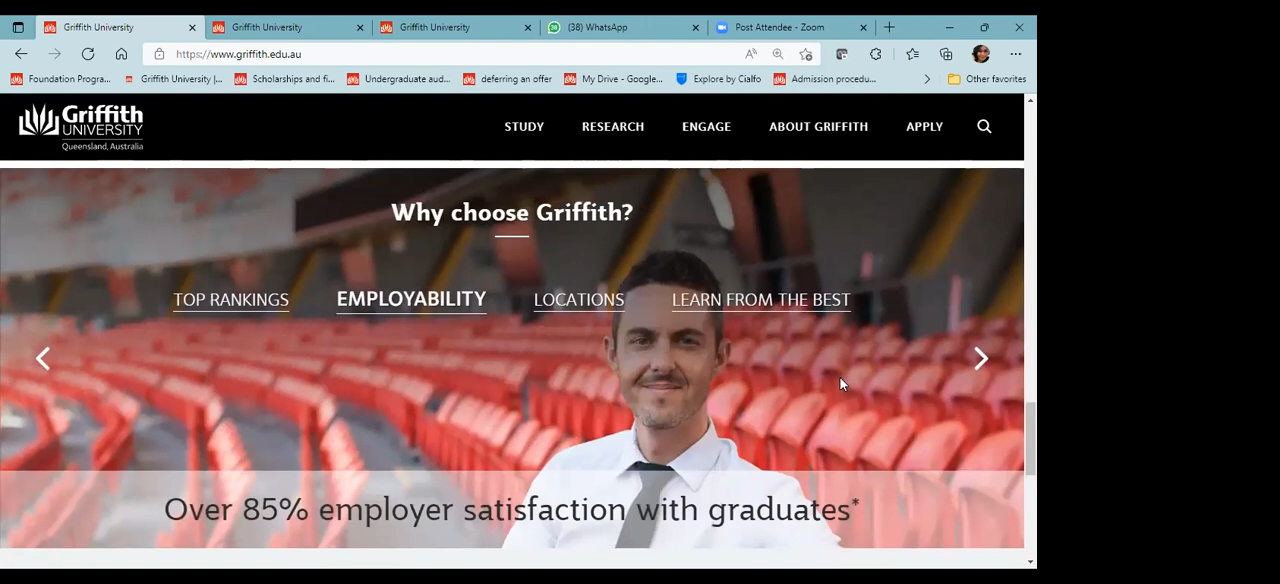 Griffith University
Griffith University
Griffith University
(38) WhatsApp
Post Attendee - Zoom
https://www.griffith.edu.au
Foundation Progra...
Griffith University |...
Scholarships and fi...
Undergraduate aud...
deferring an offer
My Drive - Google...
Explore by Cialfo
Admission procedu...
Other favorites
Griffith
UNIVERSITY
Queensland, Australia
STUDY
RESEARCH
ENGAGE
ABOUT GRIFFITH
APPLY
Why choose Griffith?
TOP RANKINGS
EMPLOYABILITY
LOCATIONS
LEARN FROM THE BEST
Over 85% employer satisfaction with graduates*